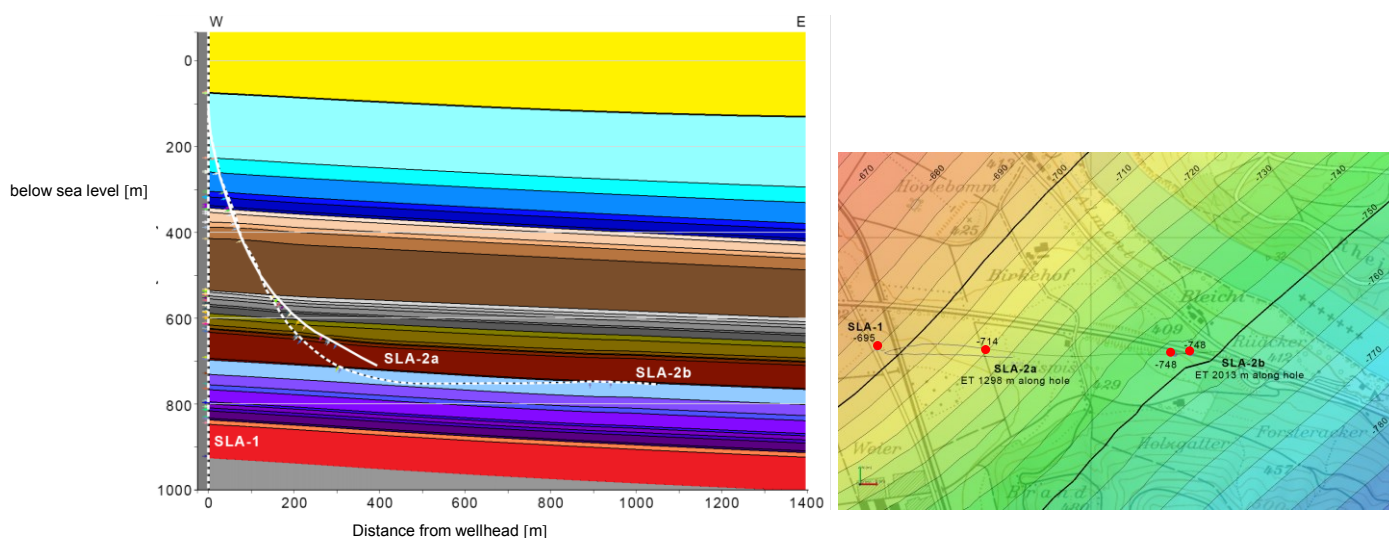 W E
0
200
below sea level [m]
400
600
800
1000
SLA-2a
SLA-2b
SLA-1
0 200 400 600 800 1000 1200 1400
Distance from wellhead [m]
-670 -680 -690 -700 -710 -720 -730 -740
-750
-760
-770
-780
425
Birkehof
Bleichi
409
429
SLA-1
-695
-714
SLA-2a
ET 1298 m along hole
-748
-748
SLA-2b
ET 2013 m along hole
Holzgatter
Forsteräcker
457